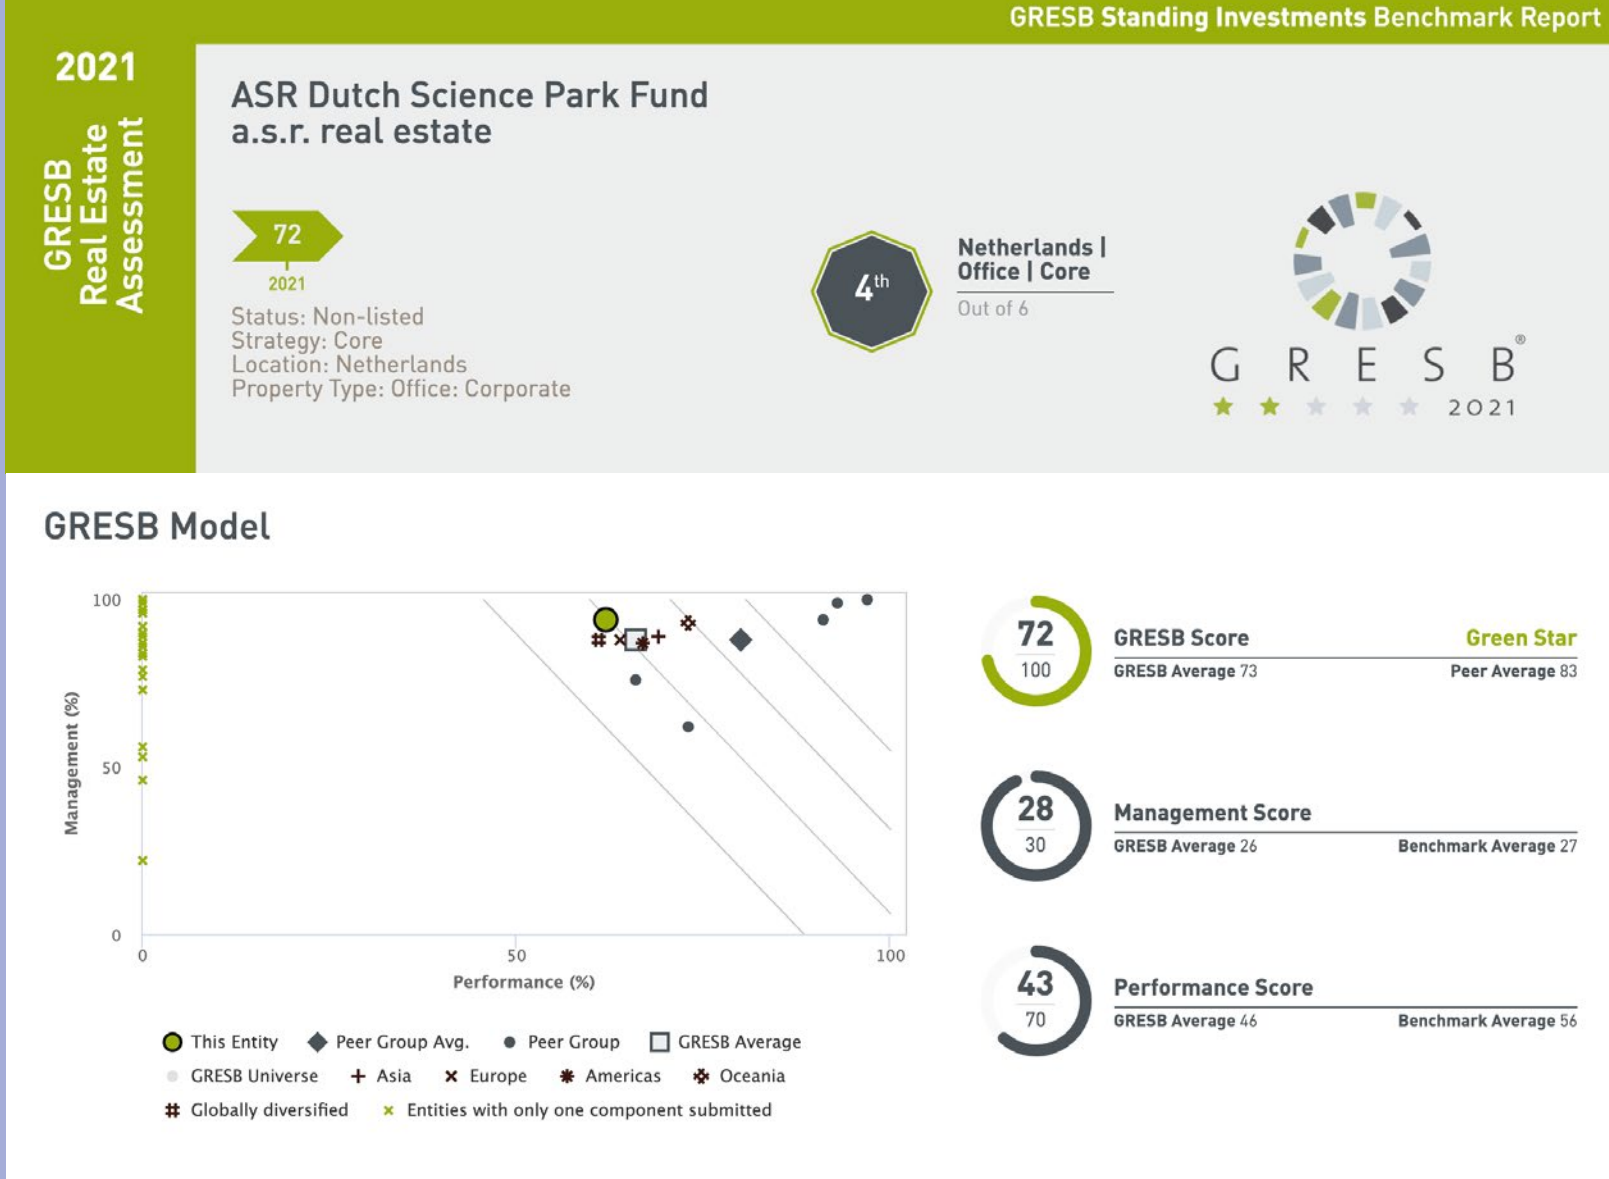 GRESB Standing Investments Benchmark Report
2021
GRESB
Real Estate
Assessment
ASR Dutch Science Park Fund
a.s.r. real estate
72
2021
Status: Non-listed
Strategy: Core
Location: Netherlands
Property Type: Office: Corporate
4th
Netherlands |
Office | Core
Out of 6
G R E S B®
2021
GRESB Model
100
50
0
Management (%)
0 50 100
Performance (%)
This Entity Peer Group Avg. Peer Group GRESB Average
GRESB Universe Asia Europe Americas Oceania
Globally diversified Entities with only one component submitted
72
100
GRESB Score Green Star
GRESB Average 73 Peer Average 83
28
30
Management Score
GRESB Average 26 Benchmark Average 27
43
70
Performance Score
GRESB Average 46 Benchmark Average 56